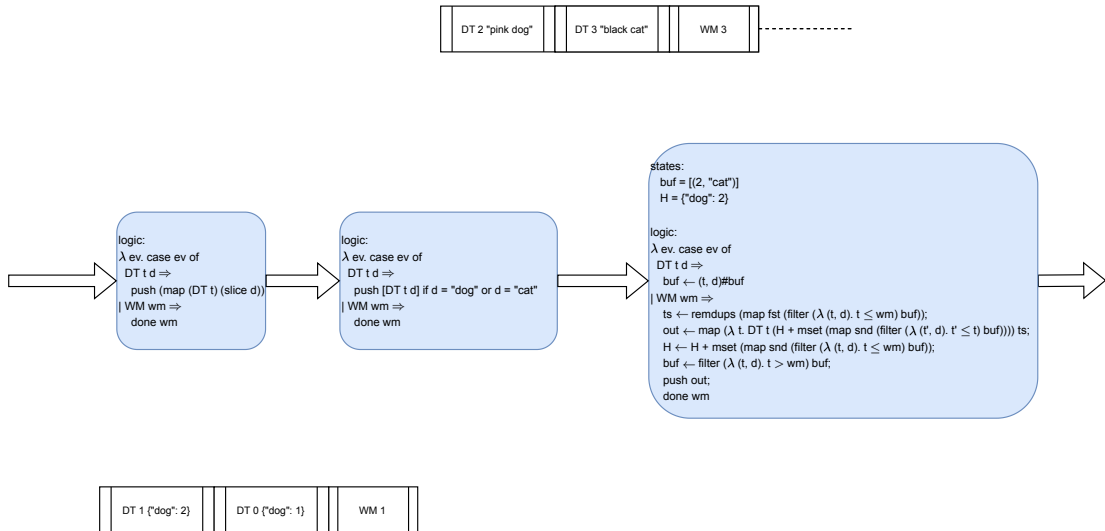 DT 2 "pink dog" DT 3 "black cat" WM 3
states:
buf = [(2, "cat")]
H = {"dog": 2}
logic:
λ ev. case ev of
DT t d ⇒
push (map (DT t) (slice d))
| WM wm ⇒
done wm
logic:
λ ev. case ev of
DT t d ⇒
push [DT d] if d = "dog" or d = "cat"
| WM wm ⇒
done wm
logic:
λ ev. case ev of
DT t d ⇒
buf ← (t, d)#buf
| WM wm ⇒
ts ← remdups (map fst (filter (λ (t, d). t ≤ wm) buf));
out ← map (λ t. DT t (H + mset (map snd (filter (λ (t', d). t' ≤ t) buf)))) ts;
H ← H + mset (map snd (filter (λ (t, d). t ≤ wm) buf));
buf ← filter (λ (t, d). t > wm) buf;
push out;
done wm
DT 1 {"dog": 2} DT 0 {"dog": 1} WM 1